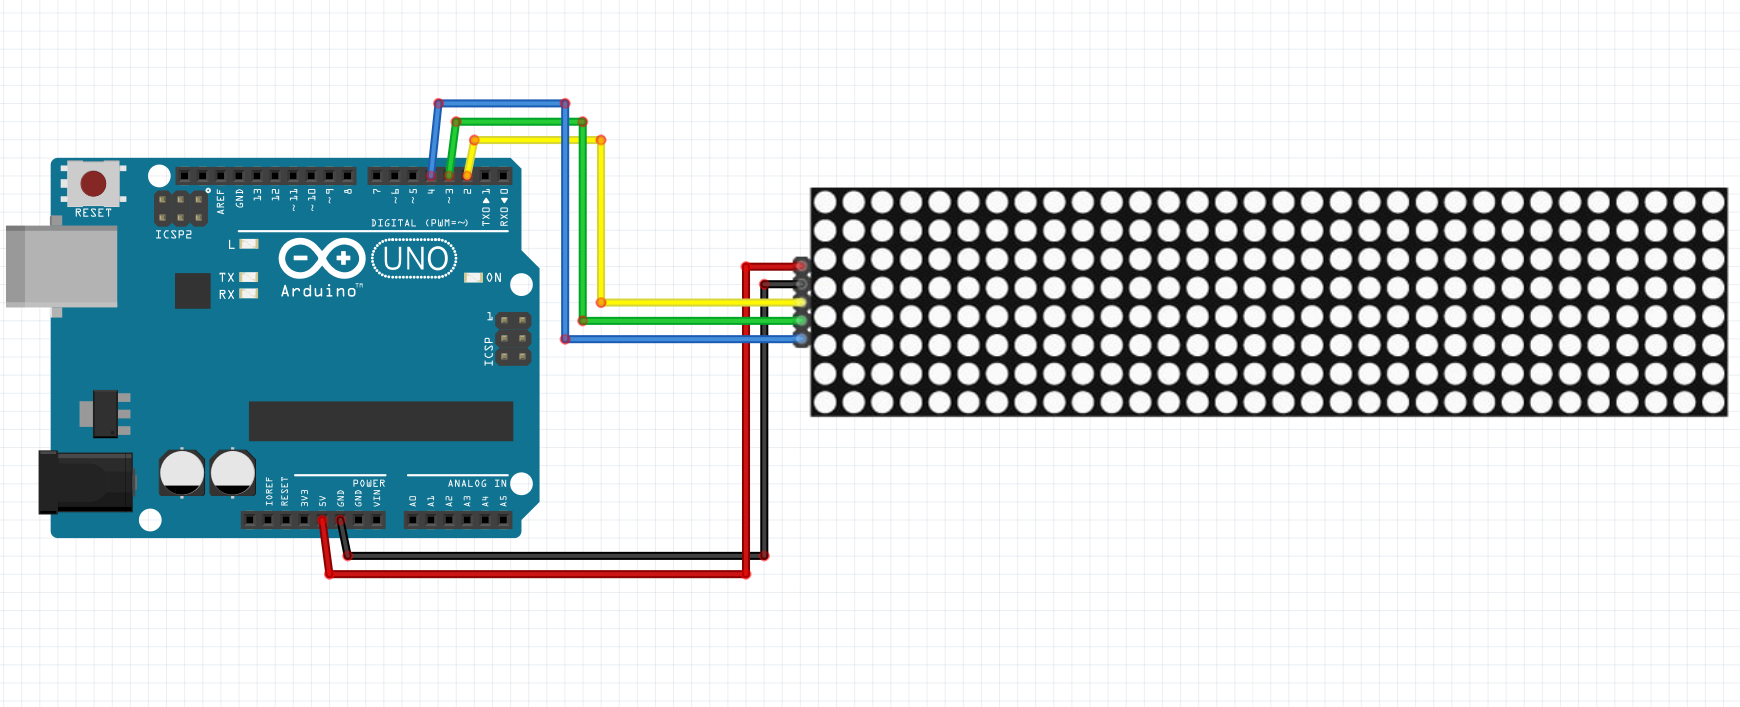 RESET
ICSP2
AREF
GND
13
12
~11
~10
~9
8
7
~6
~5
4
~3
2
TX0▶1
RX0◀0
DIGITAL (PWM=~)
L
TX
RX
UNO
ON
Arduino™
1
ICSP
IOREF
RESET
3V3
5V
GND
GND
VIN
POWER
ANALOG IN
A0
A1
A2
A3
A4
A5